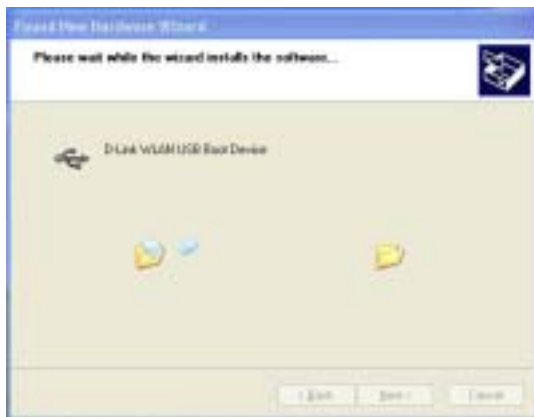 Found New Hardware Wizard
Please wait while the wizard installs the software...
D-Link WLAN USB Boot Device
< Back
Next >
Cancel